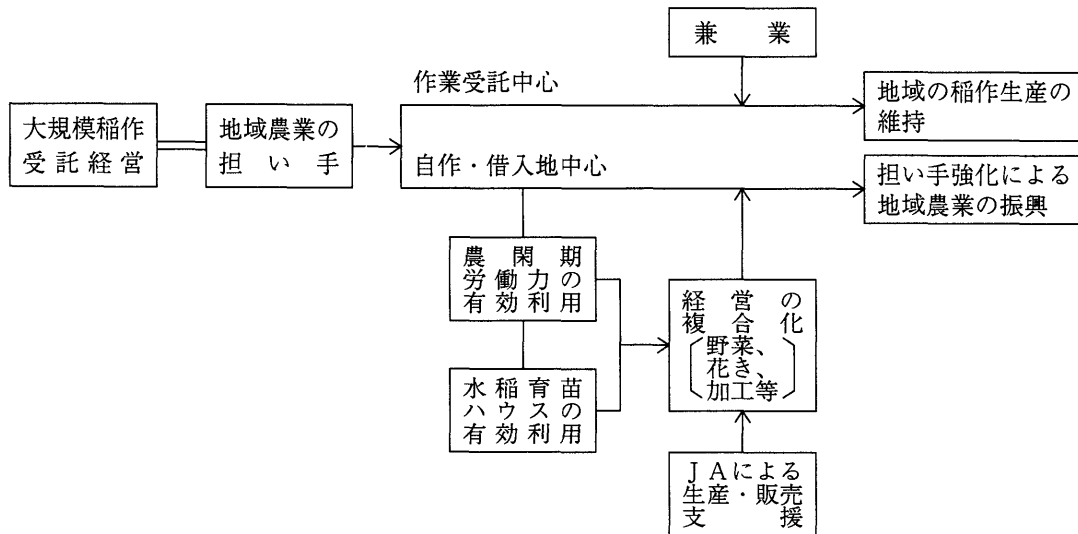 兼業
作業受託中心
大規模稲作
受託経営
地域農業の
担い手
地域の稲作生産の
維持
自作・借入地中心
担い手強化による
地域農業の振興
農閑期
労働力の
有効利用
経営の
複合化
野菜、
花き、
加工等
水稲育苗
ハウスの
有効利用
JAによる
生産・販売
支援